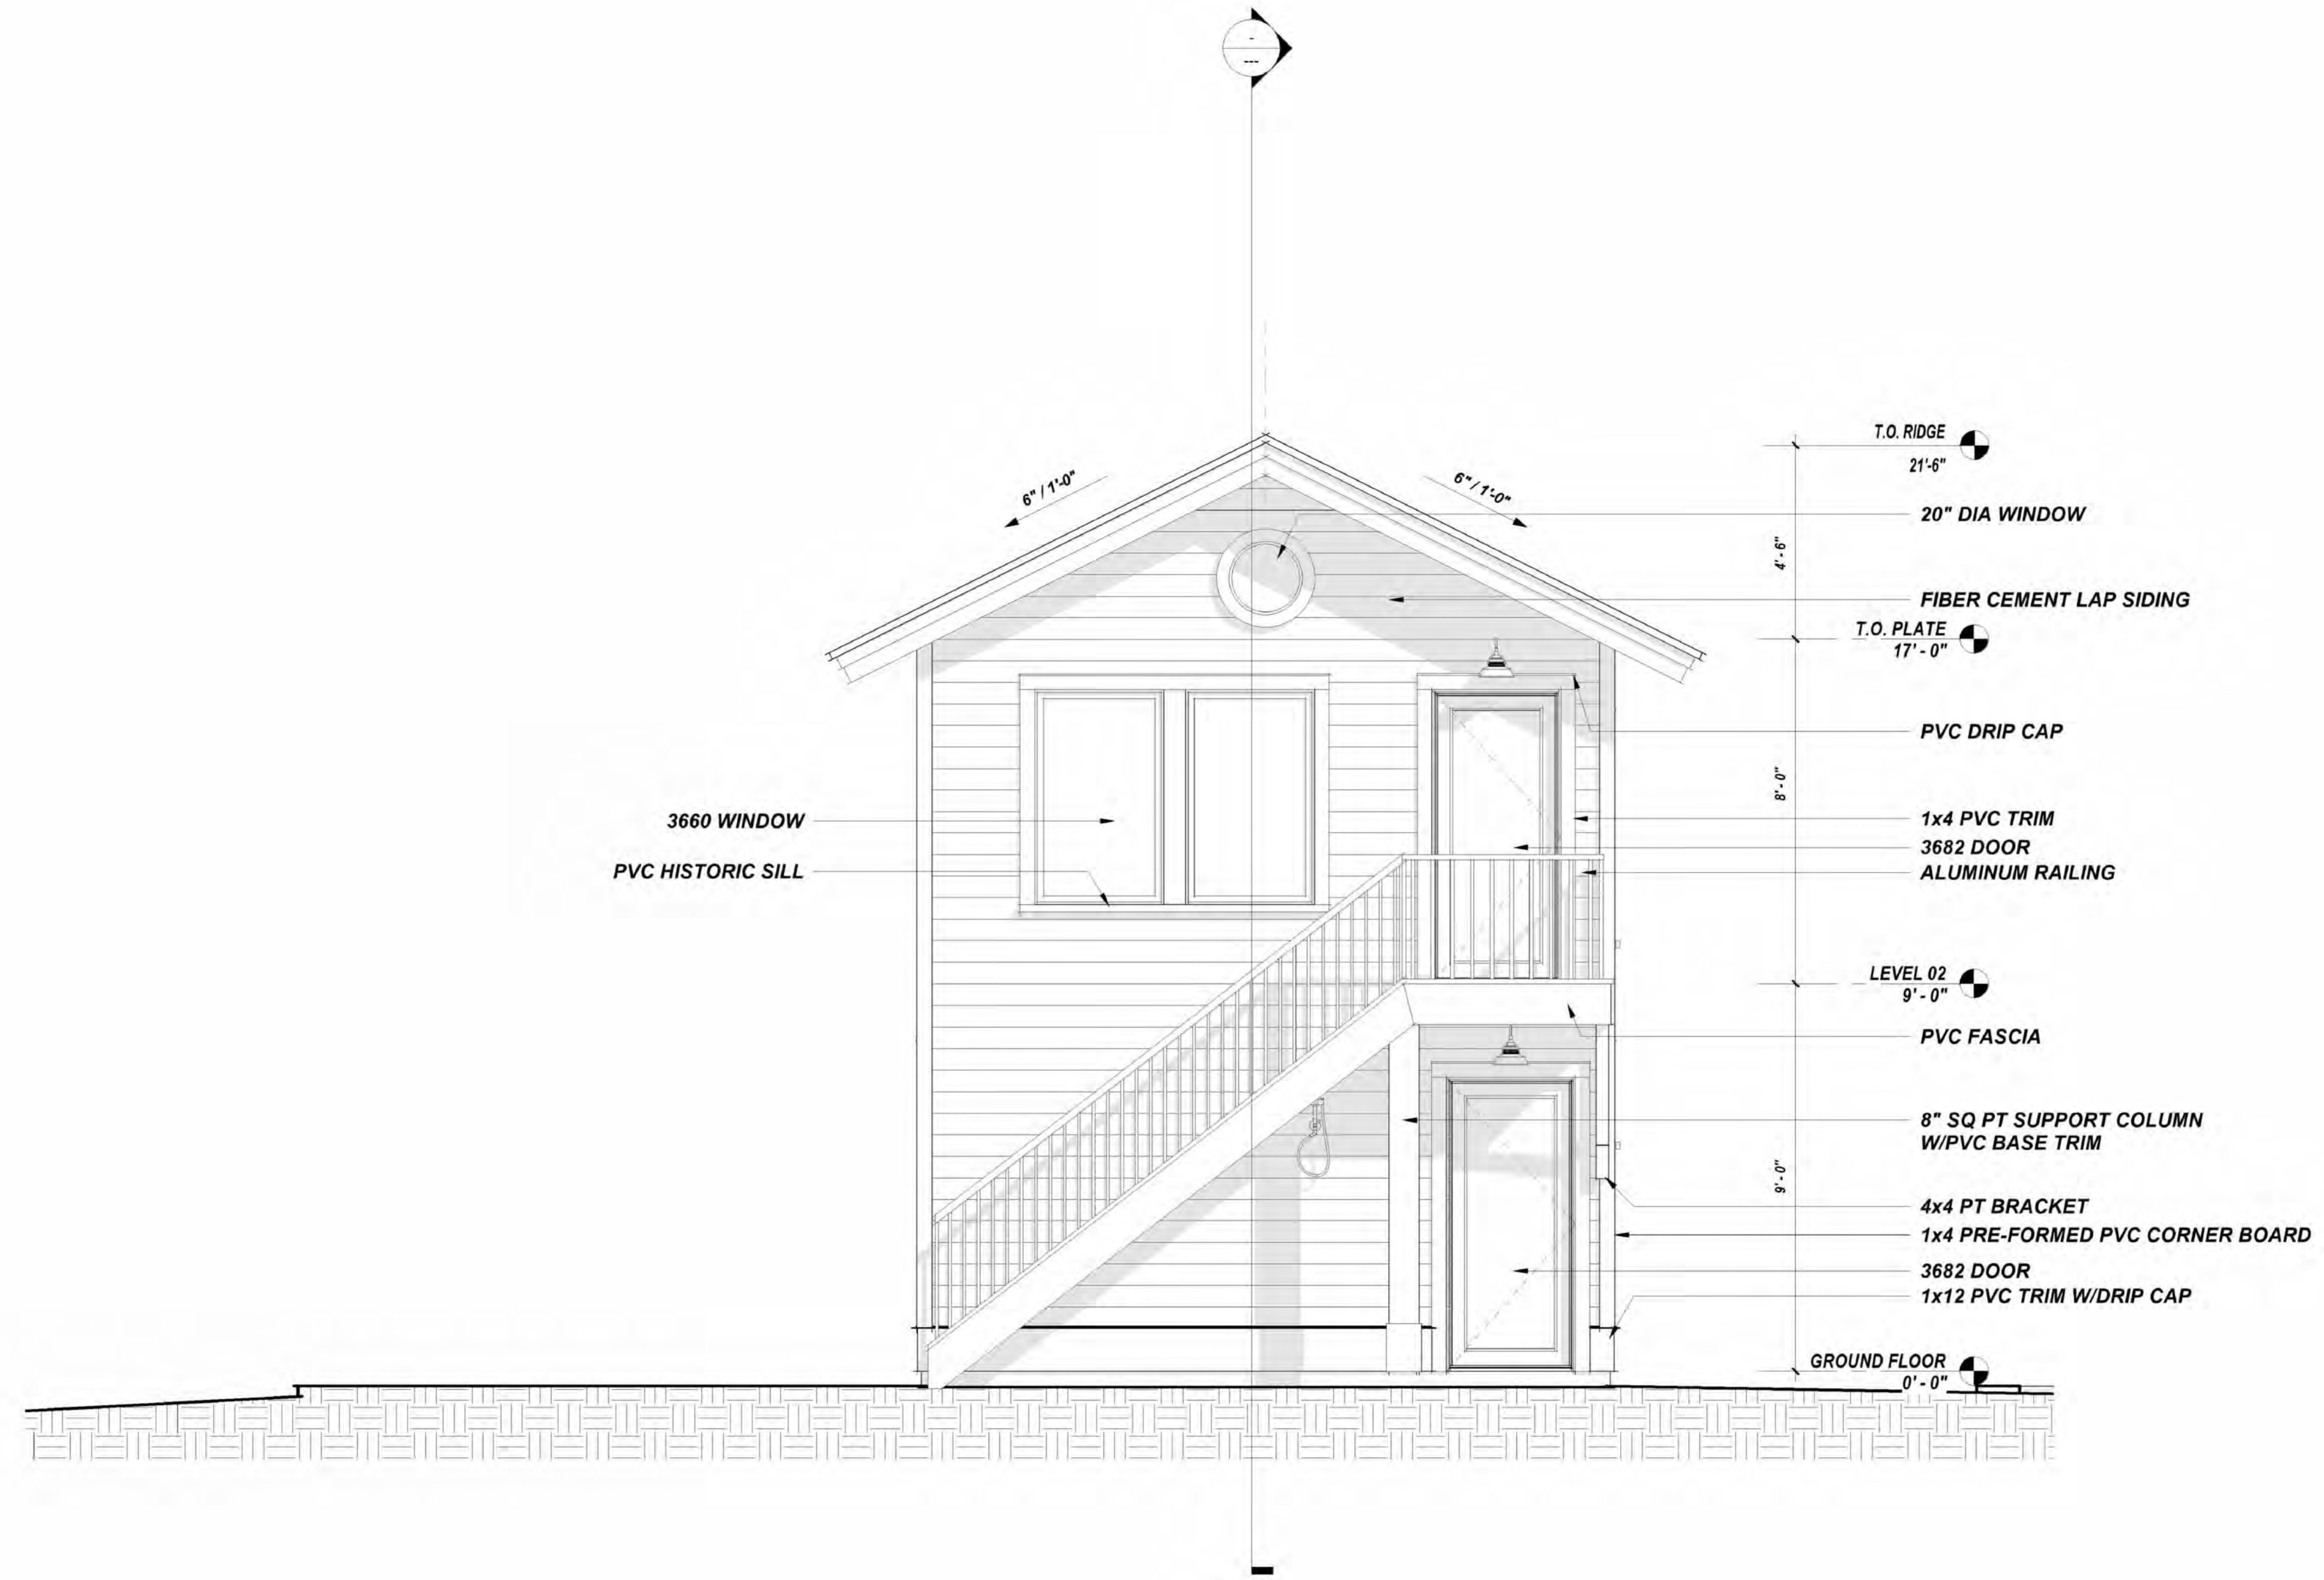 -
---
T.O. RIDGE
21'-6"
6" / 1'-0"
6" / 1'-0"
20" DIA WINDOW
4' - 6"
FIBER CEMENT LAP SIDING
T.O. PLATE
17' - 0"
PVC DRIP CAP
8' - 0"
3660 WINDOW
1x4 PVC TRIM
3682 DOOR
PVC HISTORIC SILL
ALUMINUM RAILING
LEVEL 02
9' - 0"
PVC FASCIA
8" SQ PT SUPPORT COLUMN
W/PVC BASE TRIM
9' - 0"
4x4 PT BRACKET
1x4 PRE-FORMED PVC CORNER BOARD
3682 DOOR
1x12 PVC TRIM W/DRIP CAP
GROUND FLOOR
0' - 0"